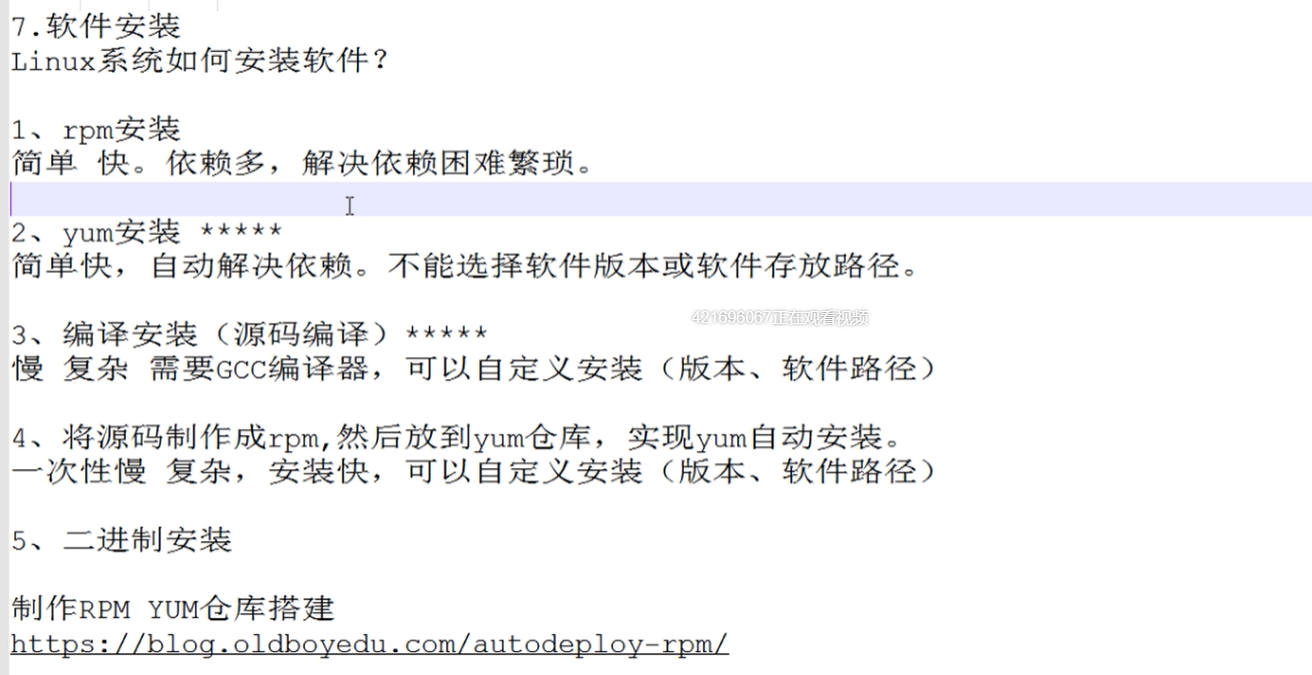 7.软件安装
Linux系统如何安装软件？
1、rpm安装
简单 快。依赖多，解决依赖困难繁琐。
2、yum安装 *****
简单快，自动解决依赖。不能选择软件版本或软件存放路径。
421696067正在观看视频
3、编译安装（源码编译）*****
慢 复杂 需要GCC编译器，可以自定义安装（版本、软件路径）
4、将源码制作成rpm,然后放到yum仓库，实现yum自动安装。
一次性慢 复杂，安装快，可以自定义安装（版本、软件路径）
5、二进制安装
制作RPM YUM仓库搭建
https://blog.oldboyedu.com/autodeploy-rpm/